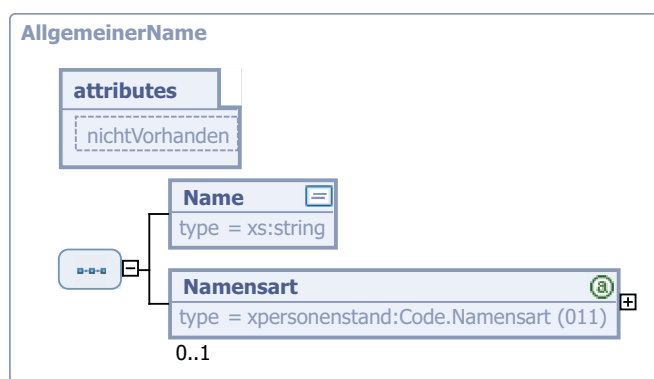 AllgemeinerName
attributes
nichtVorhanden
Name
type = xs:string
Namensart
type = xpersonenstand:Code.Namensart (011)
0..1